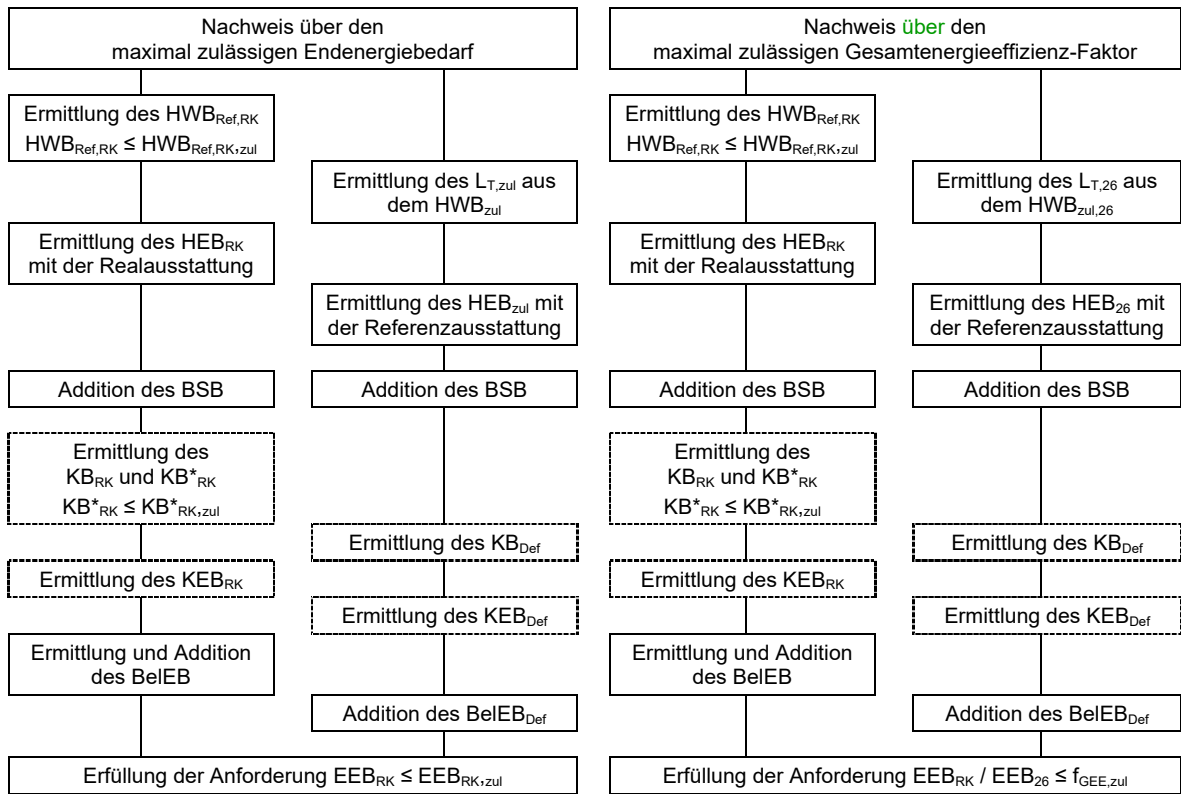 Nachweis über den
maximal zulässigen Endenergiebedarf
Ermittlung des HWB_Ref,RK
HWB_Ref,RK ≤ HWB_Ref,RK,zul
Ermittlung des L_T,zul aus
dem HWB_zul
Ermittlung des HEB_RK
mit der Realausstattung
Ermittlung des HEB_zul mit
der Referenzausstattung
Addition des BSB
Addition des BSB
Ermittlung des
KB_RK und KB*_RK
KB*_RK ≤ KB*_RK,zul
Ermittlung des KB_Def
Ermittlung des KEB_RK
Ermittlung des KEB_Def
Ermittlung und Addition
des BelEB
Addition des BelEB_Def
Erfüllung der Anforderung EEB_RK ≤ EEB_RK,zul
Nachweis über den
maximal zulässigen Gesamtenergieeffizienz-Faktor
Ermittlung des HWB_Ref,RK
HWB_Ref,RK ≤ HWB_Ref,RK,zul
Ermittlung des L_T,26 aus
dem HWB_zul,26
Ermittlung des HEB_RK
mit der Realausstattung
Ermittlung des HEB_26 mit
der Referenzausstattung
Addition des BSB
Addition des BSB
Ermittlung des
KB_RK und KB*_RK
KB*_RK ≤ KB*_RK,zul
Ermittlung des KB_Def
Ermittlung des KEB_RK
Ermittlung des KEB_Def
Ermittlung und Addition
des BelEB
Addition des BelEB_Def
Erfüllung der Anforderung EEB_RK / EEB_26 ≤ f_GEE,zul